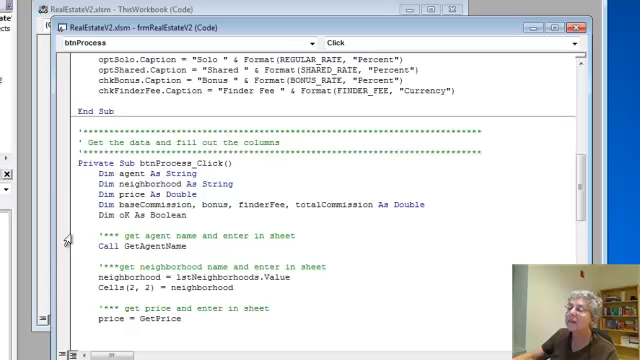 RealEstateV2.xlsm - ThisWorkbook (Code)
RealEstateV2.xlsm - frmRealEstateV2 (Code)
btnProcess
Click
optSolo.Caption = "Solo " & Format(REGULAR_RATE, "Percent")
optShared.Caption = "Shared " & Format(SHARED_RATE, "Percent")
chkBonus.Caption = "Bonus " & Format(BONUS_RATE, "Percent")
chkFinderFee.Caption = "Finder Fee " & Format(FINDER_FEE, "Currency")
End Sub
'****************************************************************************
' Get the data and fill out the columns
'****************************************************************************
Private Sub btnProcess_Click()
Dim agent As String
Dim neighborhood As String
Dim price As Double
Dim baseCommission, bonus, finderFee, totalCommission As Double
Dim oK As Boolean
'*** get agent name and enter in sheet
Call GetAgentName
'***get neighborhood name and enter in sheet
neighborhood = lstNeighborhoods.Value
Cells(2, 2) = neighborhood
'*** get price and enter in sheet
price = GetPrice